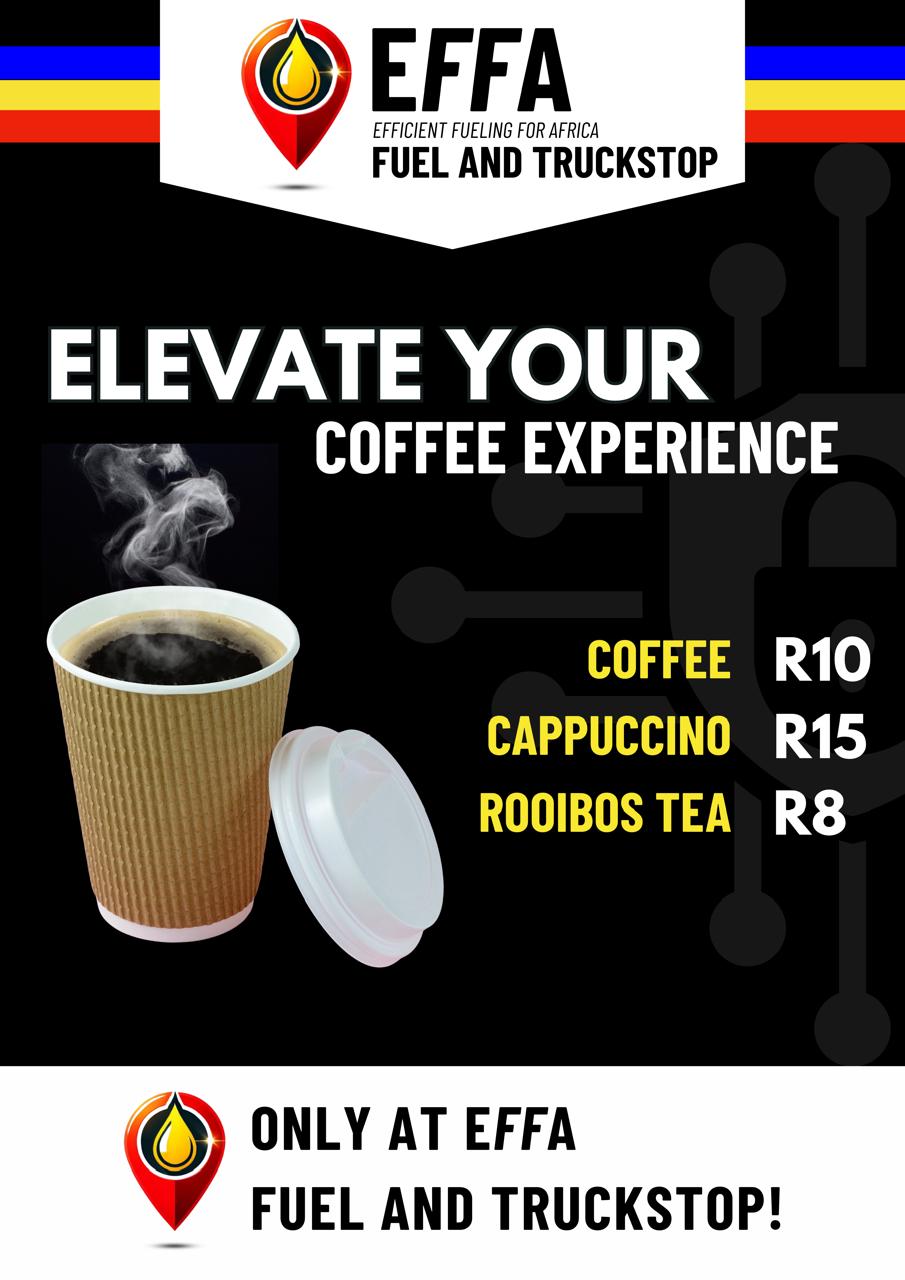 EFFA
EFFICIENT FUELING FOR AFRICA
FUEL AND TRUCKSTOP
ELEVATE YOUR
COFFEE EXPERIENCE
COFFEE R10
CAPPUCCINO R15
ROOIBOS TEA R8
ONLY AT EFFA
FUEL AND TRUCKSTOP!